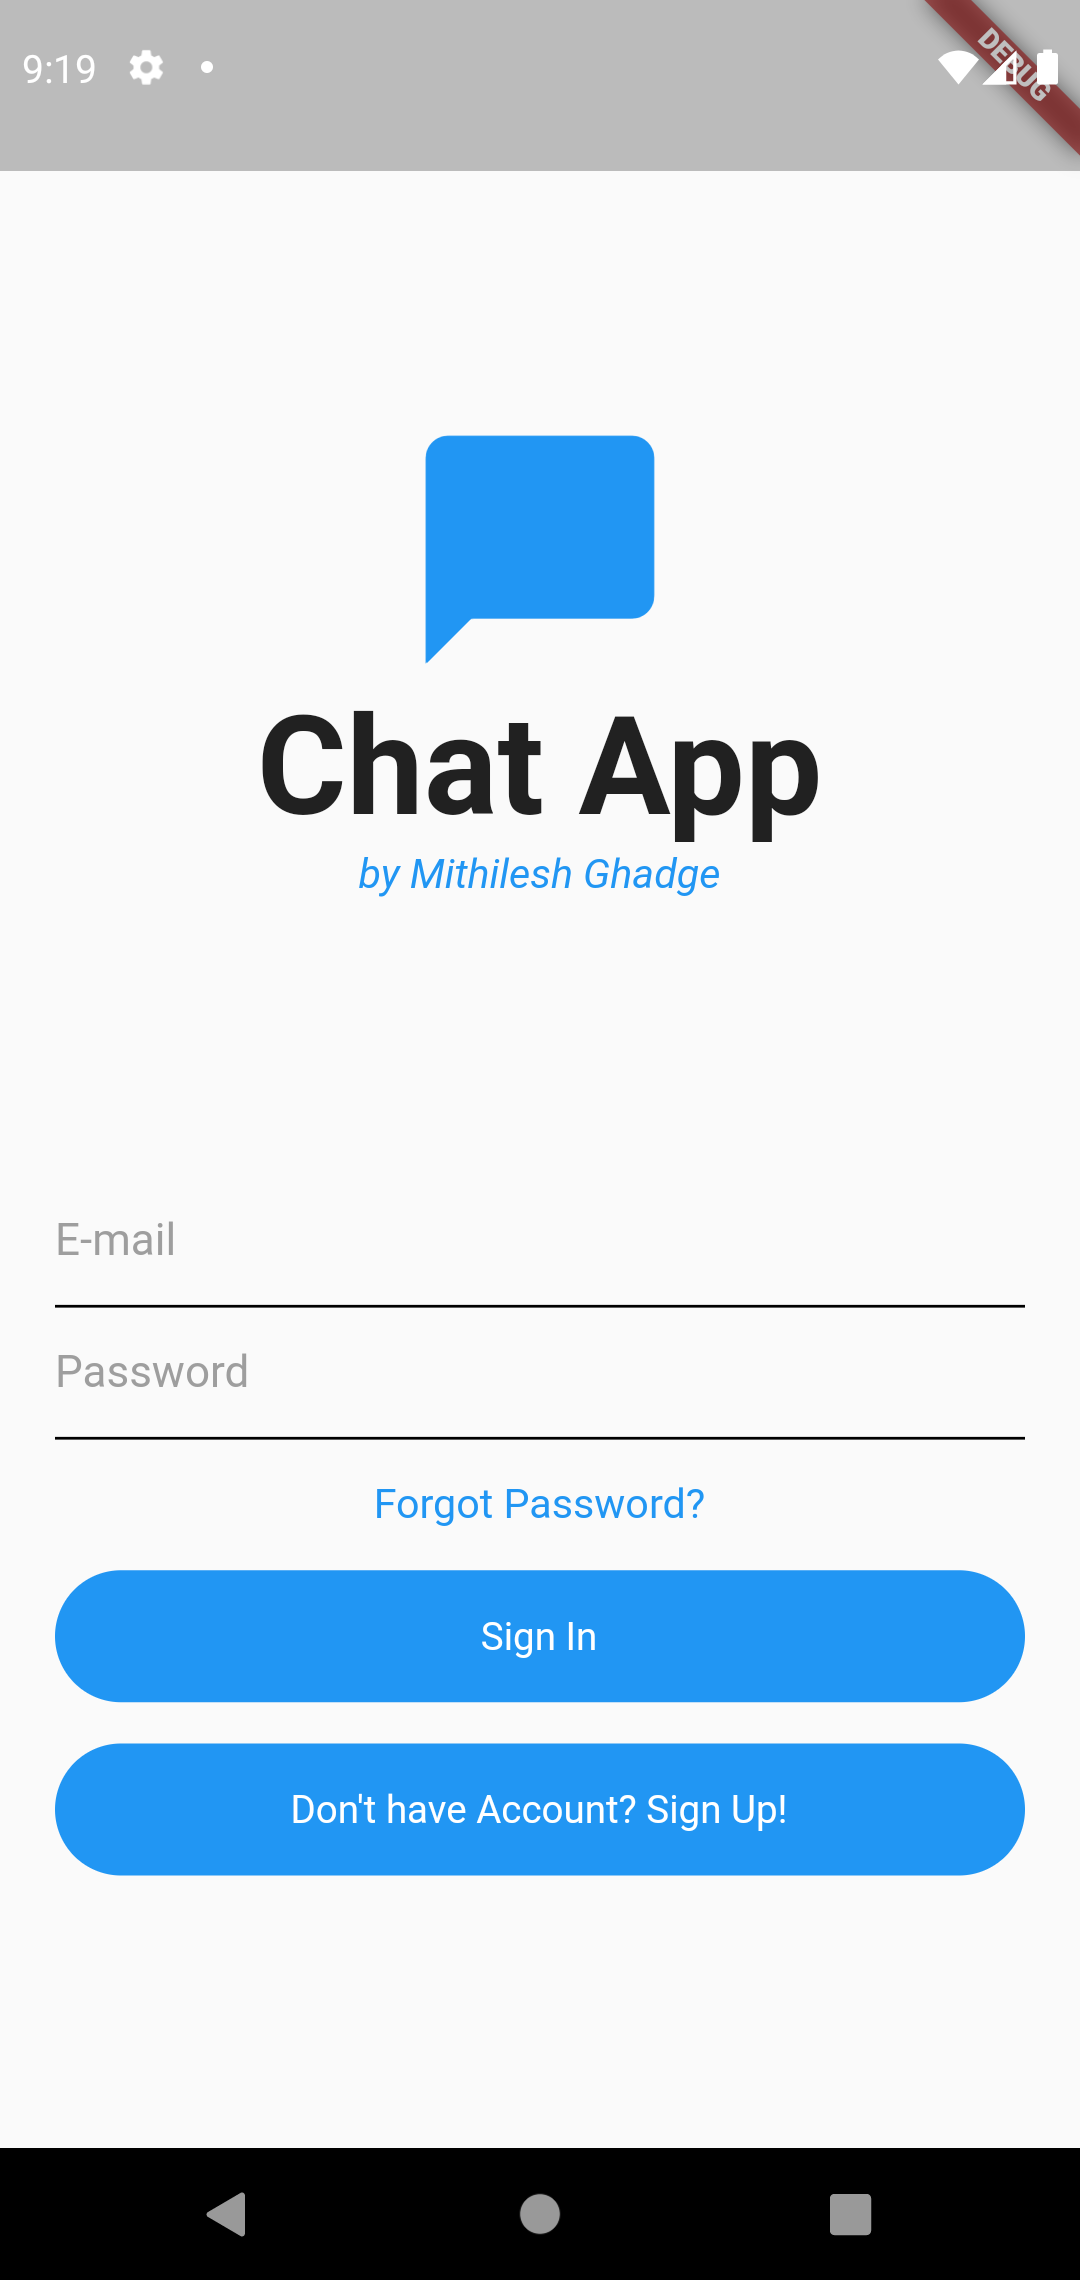 9:19
DEBUG
Chat App
by Mithilesh Ghadge
E-mail
Password
Forgot Password?
Sign In
Don't have Account? Sign Up!